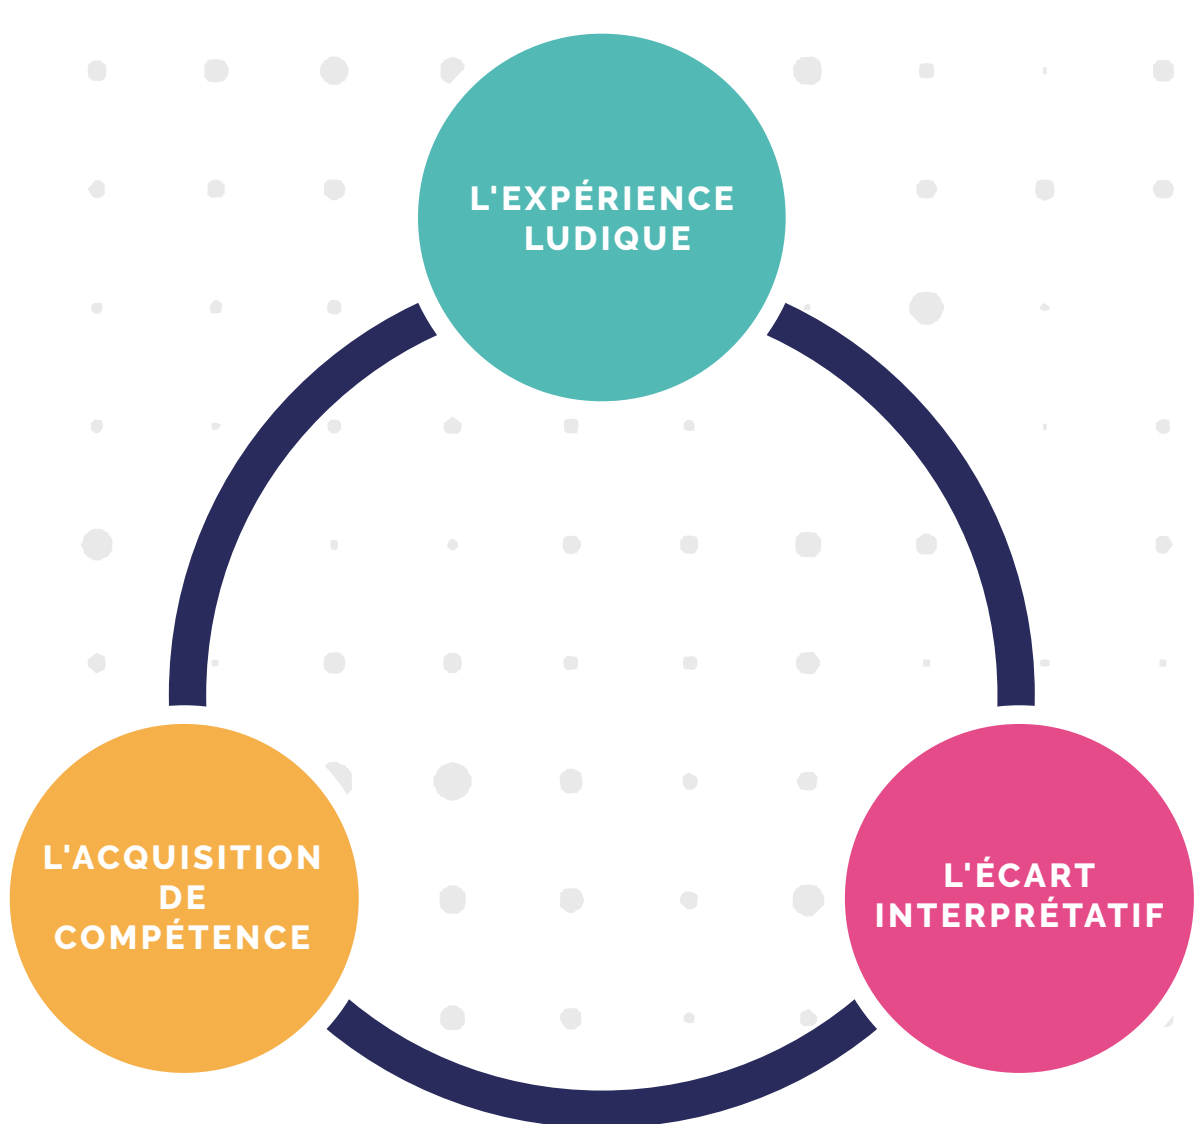 L'EXPÉRIENCE
LUDIQUE
L'ACQUISITION
DE
COMPÉTENCE
L'ÉCART
INTERPRÉTATIF